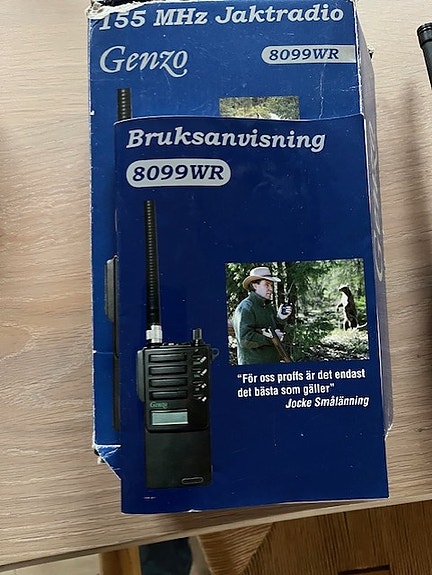 155 MHz Jaktradio
Genzo
8099WR
Bruksanvisning
8099WR
Genzo
"För oss proffs är det endast
det bästa som gäller"
Jocke Smålänning